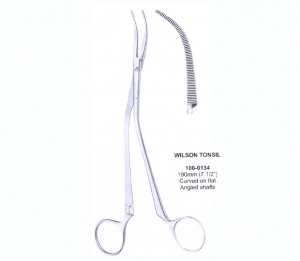 WILSON TONSIL
106-0134
190mm (7.1/2")
Curved on flat
Angled shafts